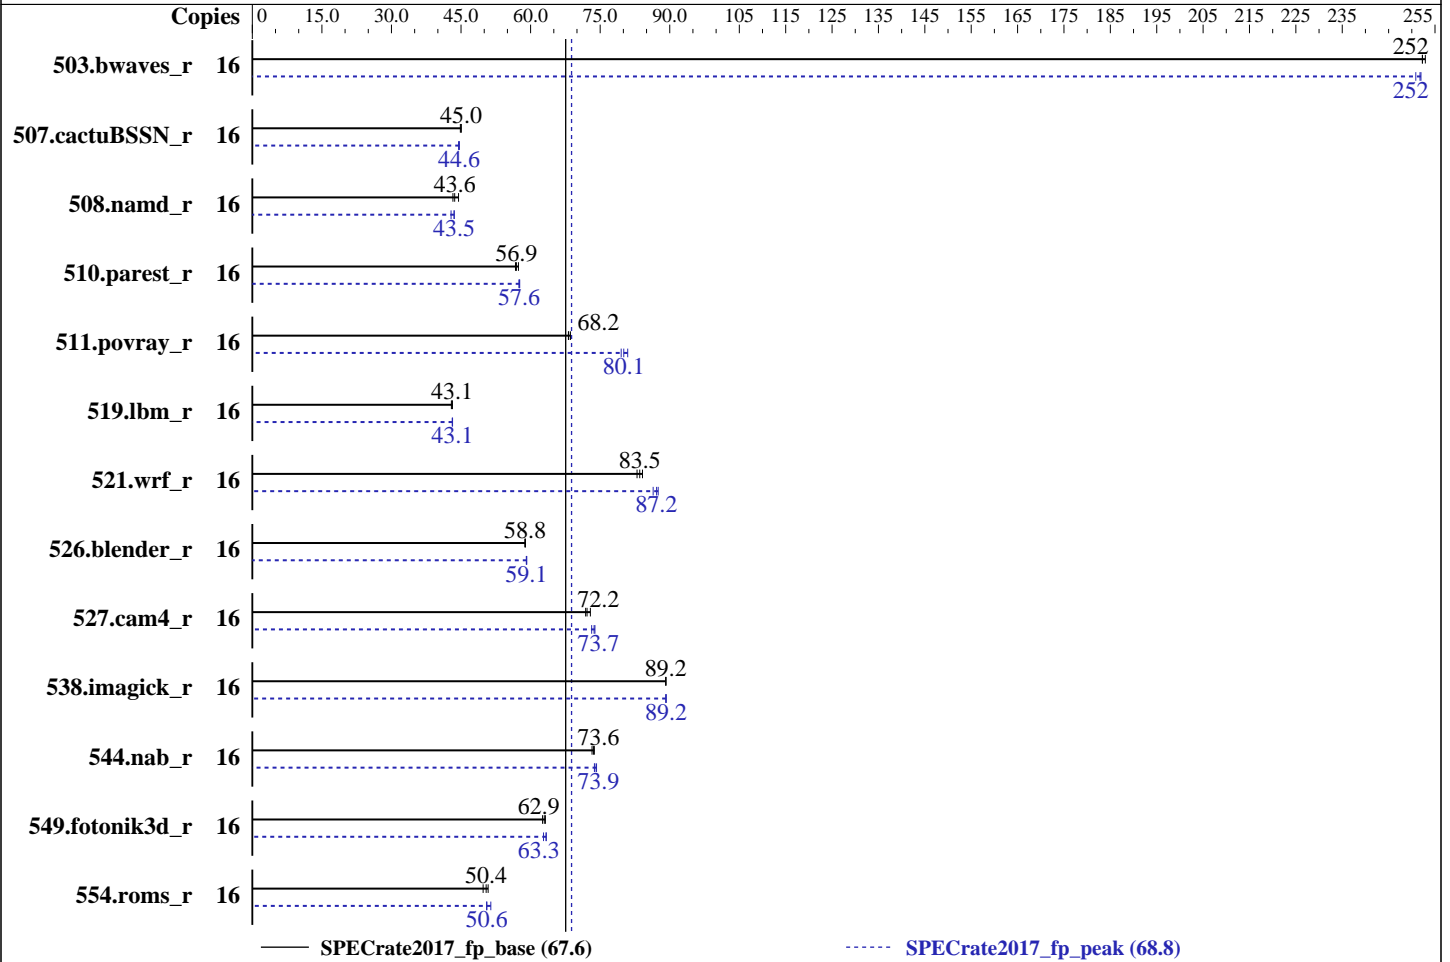 Copies 0 15.0 30.0 45.0 60.0 75.0 90.0 105 115 125 135 145 155 165 175 185 195 205 215 225 235 255
503.bwaves_r 16 252
252
507.cactuBSSN_r 16 45.0
44.6
508.namd_r 16 43.6
43.5
510.parest_r 16 56.9
57.6
511.povray_r 16 68.2
80.1
519.lbm_r 16 43.1
43.1
521.wrf_r 16 83.5
87.2
526.blender_r 16 58.8
59.1
527.cam4_r 16 72.2
73.7
538.imagick_r 16 89.2
89.2
544.nab_r 16 73.6
73.9
549.fotonik3d_r 16 62.9
63.3
554.roms_r 16 50.4
50.6
SPECrate2017_fp_base (67.6) SPECrate2017_fp_peak (68.8)